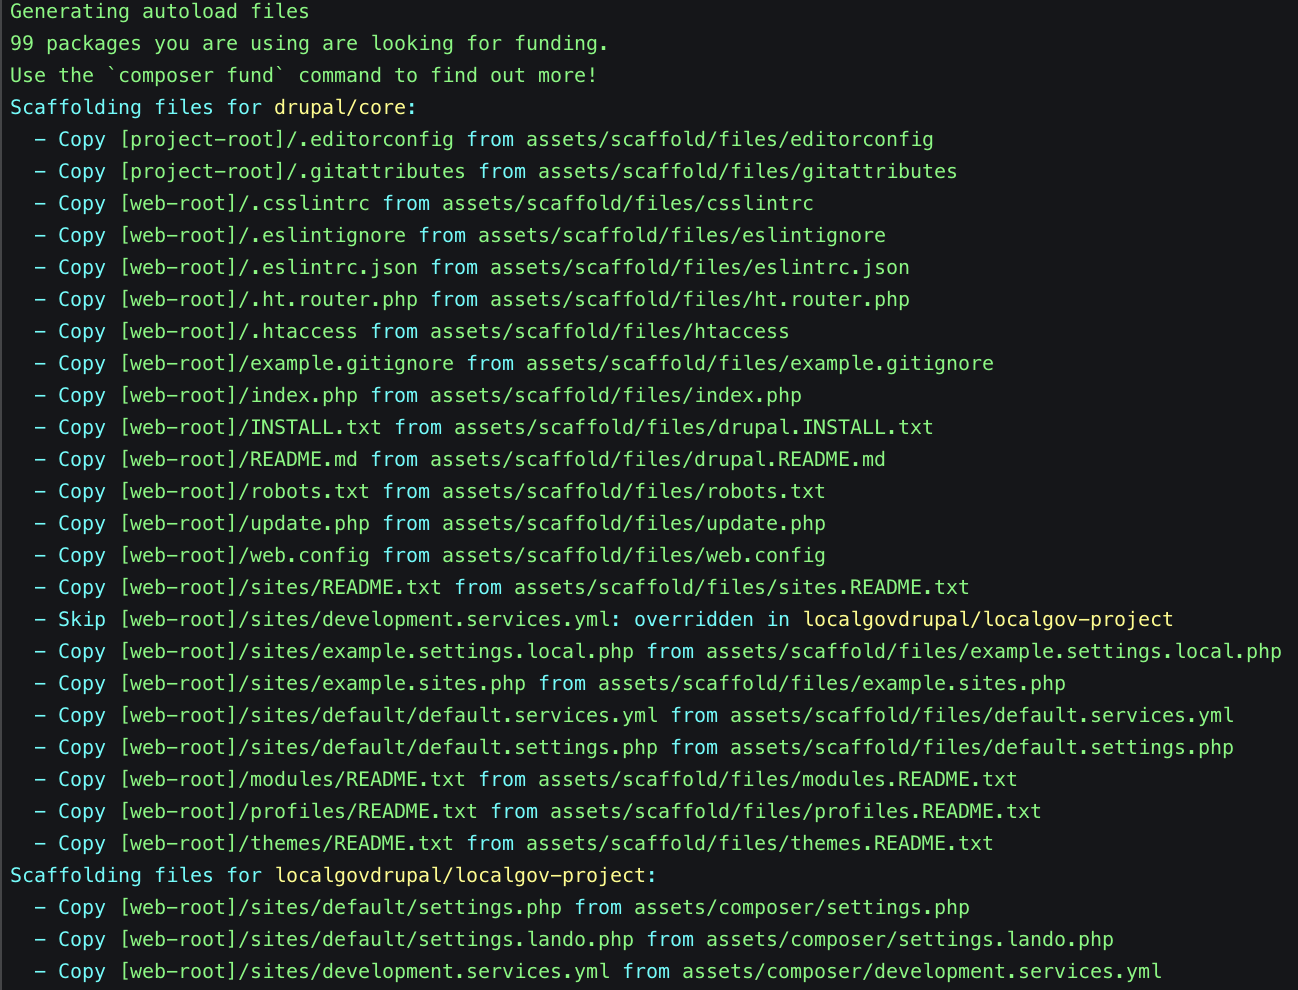 Generating autoload files
99 packages you are using are looking for funding.
Use the `composer fund` command to find out more!
Scaffolding files for drupal/core:
  - Copy [project-root]/.editorconfig from assets/scaffold/files/editorconfig
  - Copy [project-root]/.gitattributes from assets/scaffold/files/gitattributes
  - Copy [web-root]/.csslintrc from assets/scaffold/files/csslintrc
  - Copy [web-root]/.eslintignore from assets/scaffold/files/eslintignore
  - Copy [web-root]/.eslintrc.json from assets/scaffold/files/eslintrc.json
  - Copy [web-root]/.ht.router.php from assets/scaffold/files/ht.router.php
  - Copy [web-root]/.htaccess from assets/scaffold/files/htaccess
  - Copy [web-root]/example.gitignore from assets/scaffold/files/example.gitignore
  - Copy [web-root]/index.php from assets/scaffold/files/index.php
  - Copy [web-root]/INSTALL.txt from assets/scaffold/files/drupal.INSTALL.txt
  - Copy [web-root]/README.md from assets/scaffold/files/drupal.README.md
  - Copy [web-root]/robots.txt from assets/scaffold/files/robots.txt
  - Copy [web-root]/update.php from assets/scaffold/files/update.php
  - Copy [web-root]/web.config from assets/scaffold/files/web.config
  - Copy [web-root]/sites/README.txt from assets/scaffold/files/sites.README.txt
  - Skip [web-root]/sites/development.services.yml: overridden in localgovdrupal/localgov-project
  - Copy [web-root]/sites/example.settings.local.php from assets/scaffold/files/example.settings.local.php
  - Copy [web-root]/sites/example.sites.php from assets/scaffold/files/example.sites.php
  - Copy [web-root]/sites/default/default.services.yml from assets/scaffold/files/default.services.yml
  - Copy [web-root]/sites/default/default.settings.php from assets/scaffold/files/default.settings.php
  - Copy [web-root]/modules/README.txt from assets/scaffold/files/modules.README.txt
  - Copy [web-root]/profiles/README.txt from assets/scaffold/files/profiles.README.txt
  - Copy [web-root]/themes/README.txt from assets/scaffold/files/themes.README.txt
Scaffolding files for localgovdrupal/localgov-project:
  - Copy [web-root]/sites/default/settings.php from assets/composer/settings.php
  - Copy [web-root]/sites/default/settings.lando.php from assets/composer/settings.lando.php
  - Copy [web-root]/sites/development.services.yml from assets/composer/development.services.yml